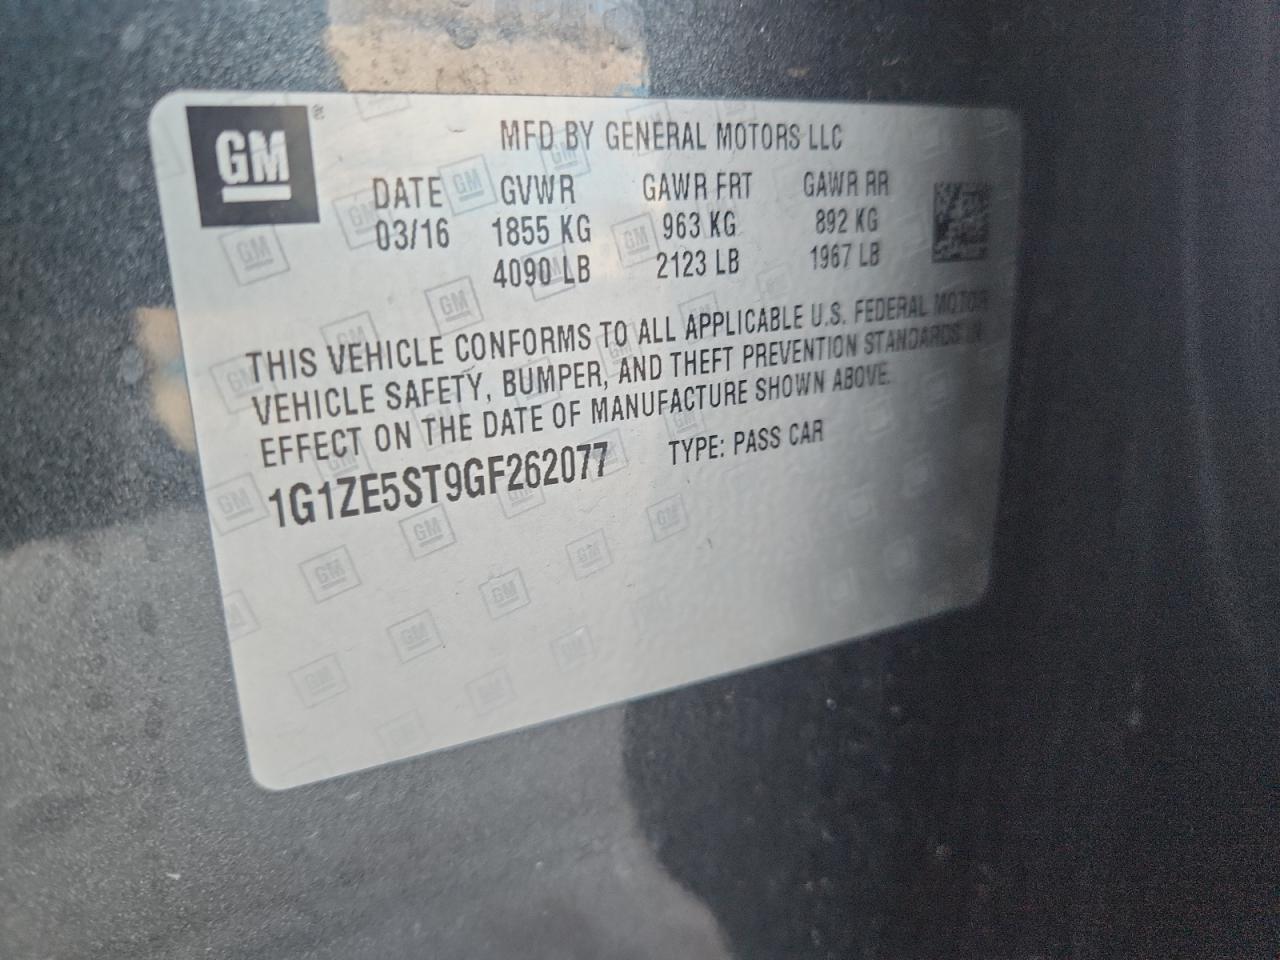 GM
MFD BY GENERAL MOTORS LLC
DATE GVWR GAWR FRT GAWR RR
03/16 1855 KG 963 KG 892 KG
4090 LB 2123 LB 1967 LB
THIS VEHICLE CONFORMS TO ALL APPLICABLE U.S. FEDERAL MOTOR
VEHICLE SAFETY, BUMPER, AND THEFT PREVENTION STANDARDS IN
EFFECT ON THE DATE OF MANUFACTURE SHOWN ABOVE.
1G1ZE5ST9GF262077 TYPE: PASS CAR